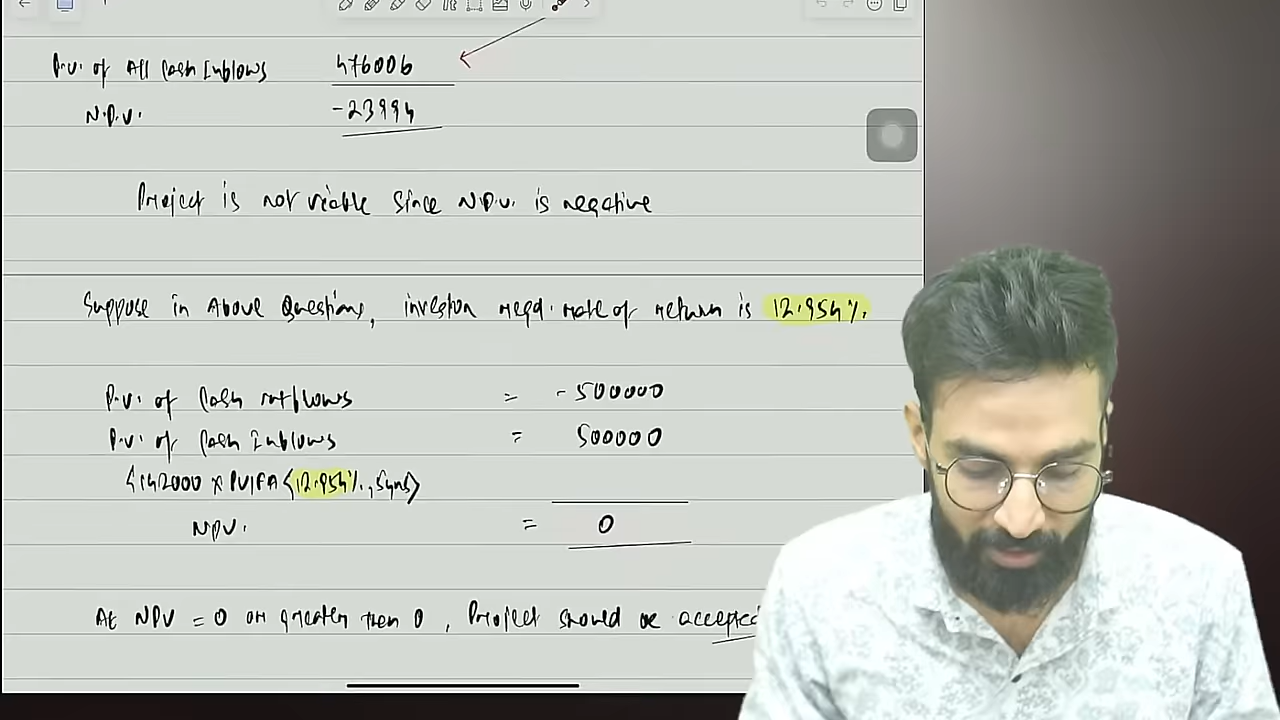 P.V. of All Cash Inflows 476006
N.P.V. -23994
Project is not viable since N.P.V. is negative
Suppose in Above Questions, investor reqd. rate of return is 12.954%.
P.V. of Cash outflows = -500000
P.V. of Cash Inflows = 500000
{142000 x PVIFA <12.954%, 5yrs>
NPV. = 0
At NPV = 0 or greater then 0, Project should be accepted